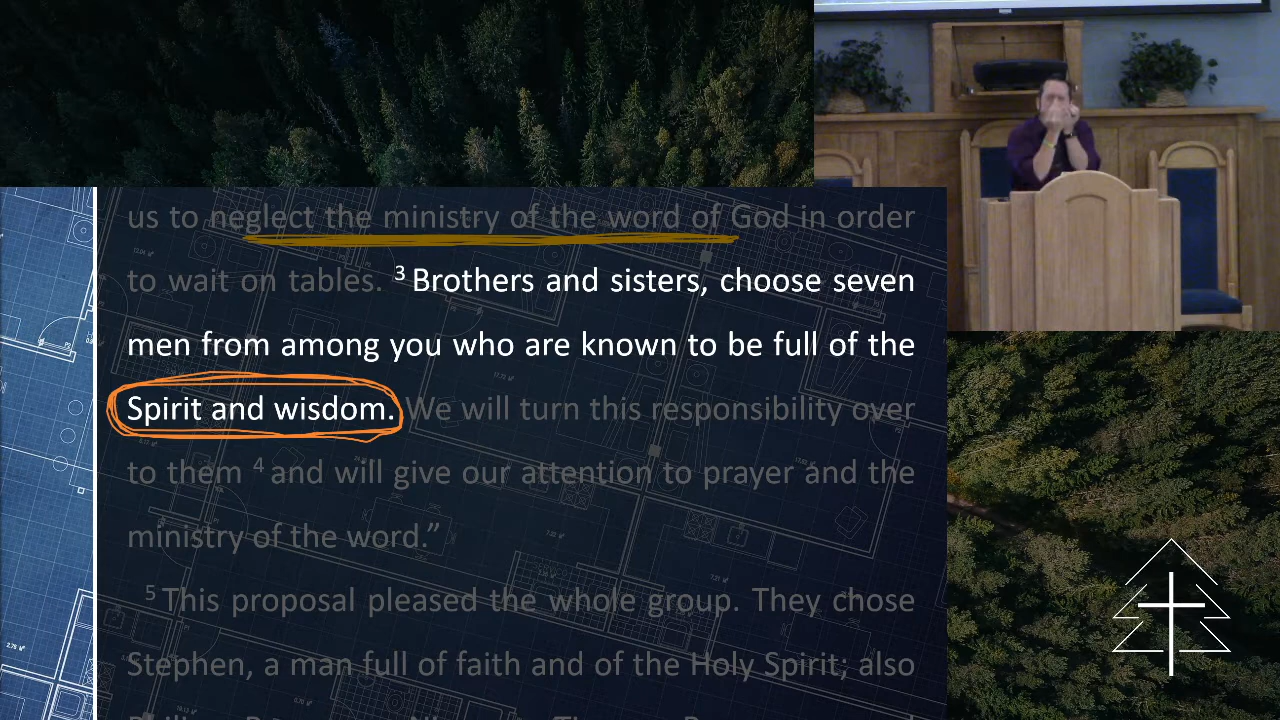 us to neglect the ministry of the word of God in order
to wait on tables. 3 Brothers and sisters, choose seven
men from among you who are known to be full of the
Spirit and wisdom. We will turn this responsibility over
to them 4 and will give our attention to prayer and the
ministry of the word.”
5 This proposal pleased the whole group. They chose
Stephen, a man full of faith and of the Holy Spirit; also